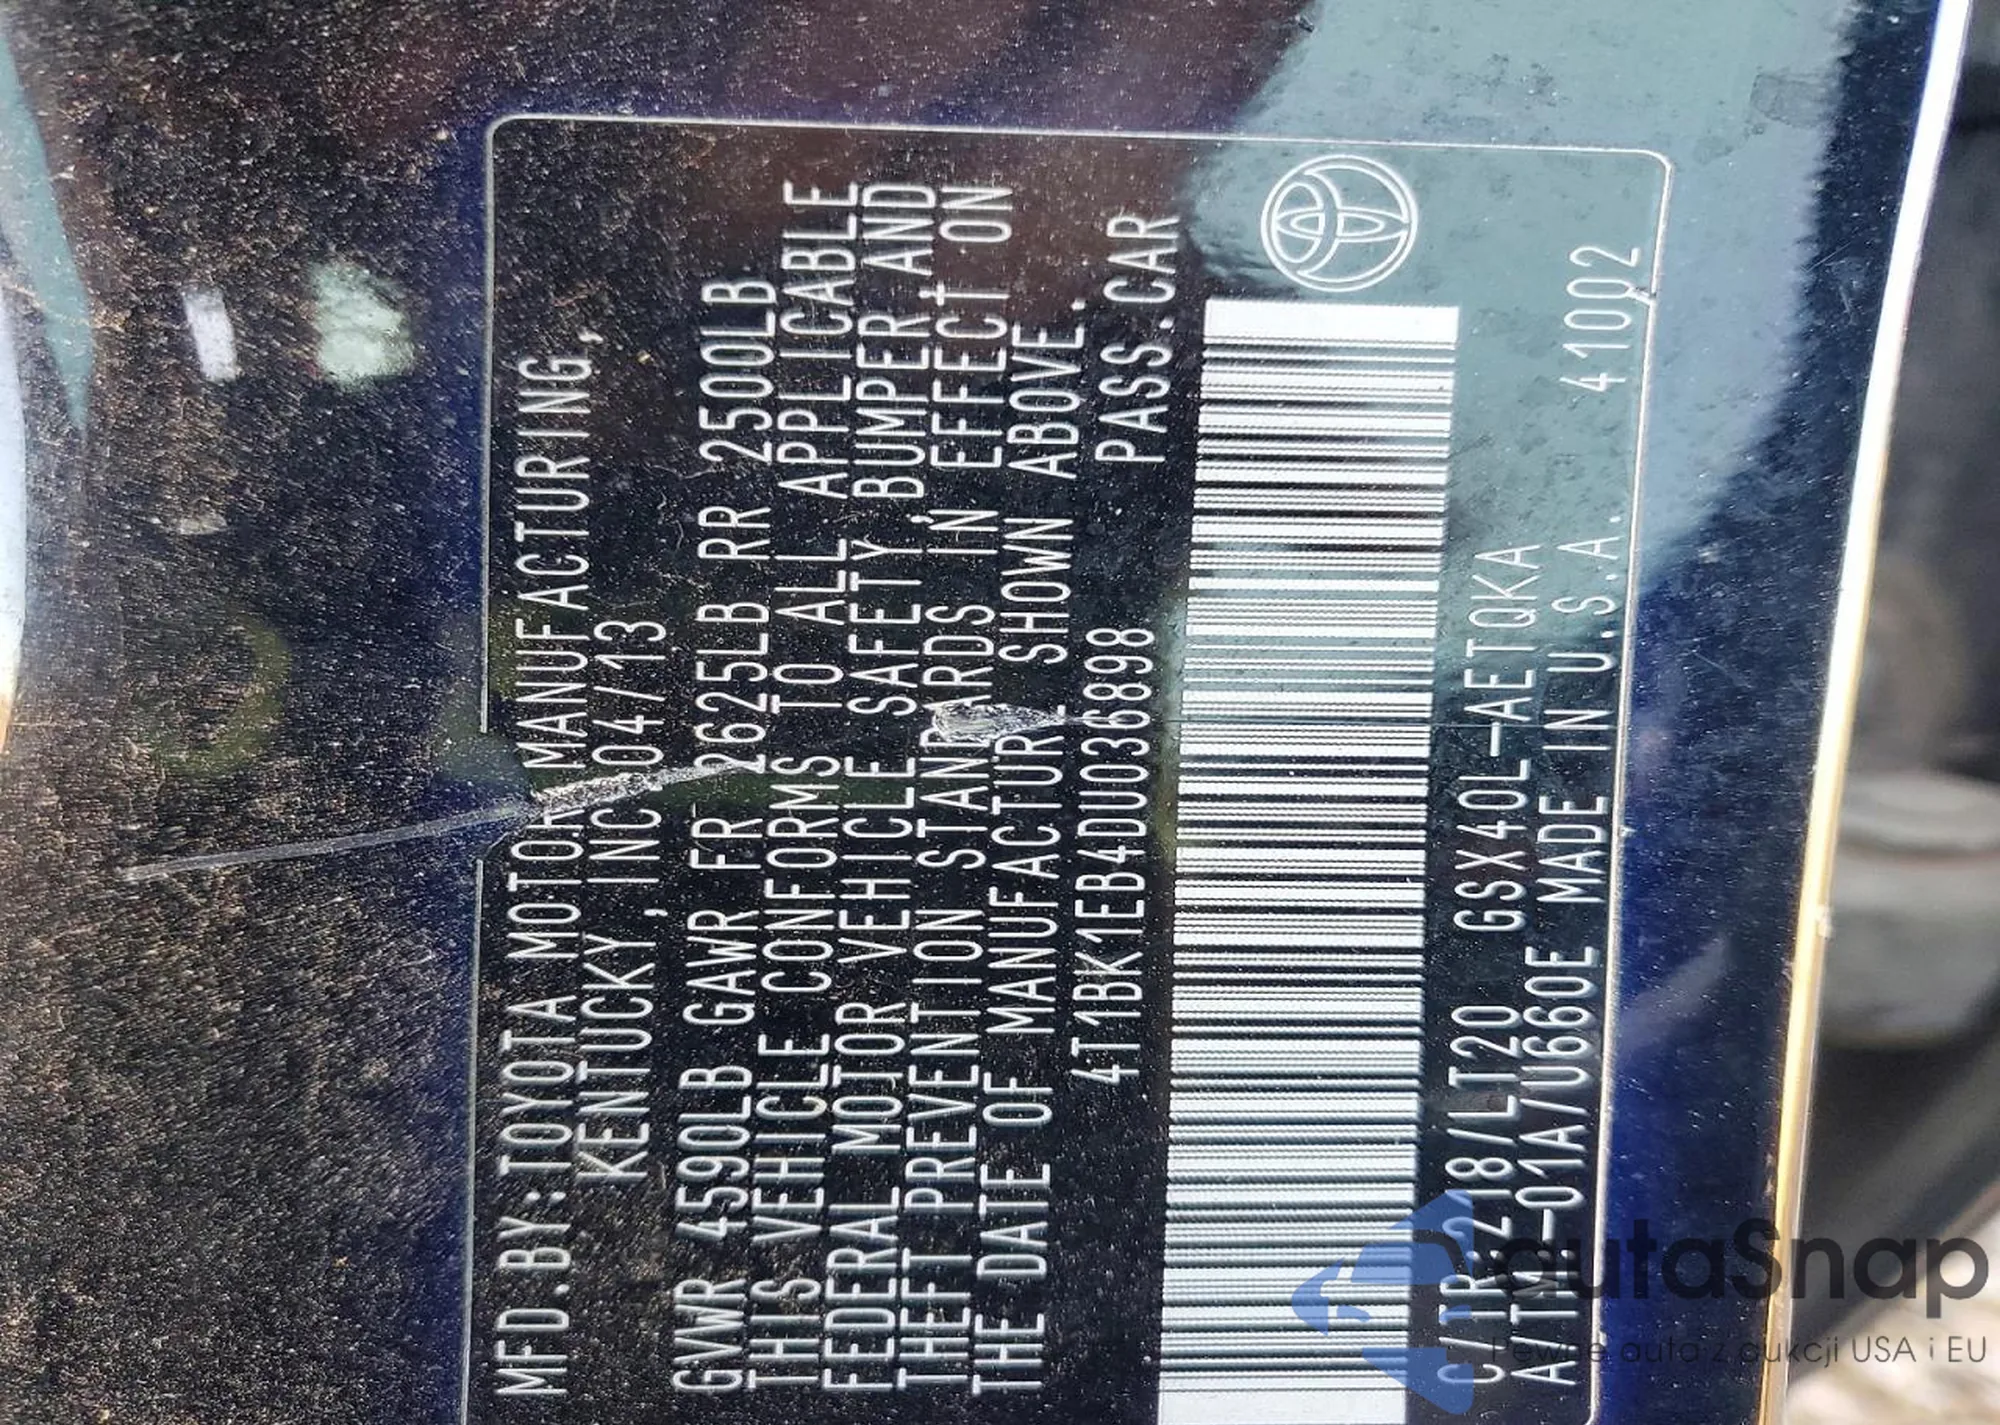 MFD.BY:TOYOTA MOTOR MANUFACTURING,
KENTUCKY, INC 04/13
GVWR 4590LB GAWR FR 2625LB RR 2500LB
THIS VEHICLE CONFORMS TO ALL APPLICABLE
FEDERAL MOTOR VEHICLE SAFETY, BUMPER AND
THEFT PREVENTION STANDARDS IN EFFECT ON
THE DATE OF MANUFACTURE SHOWN ABOVE.
4T1BK1EB4DU036898 PASS.CAR
C/TR 218/LT20 GSX40L-AETQKA
A/TM -01A/U660E MADE IN U.S.A. 41002
autaSnap
Pewne auta z aukcji USA i EU